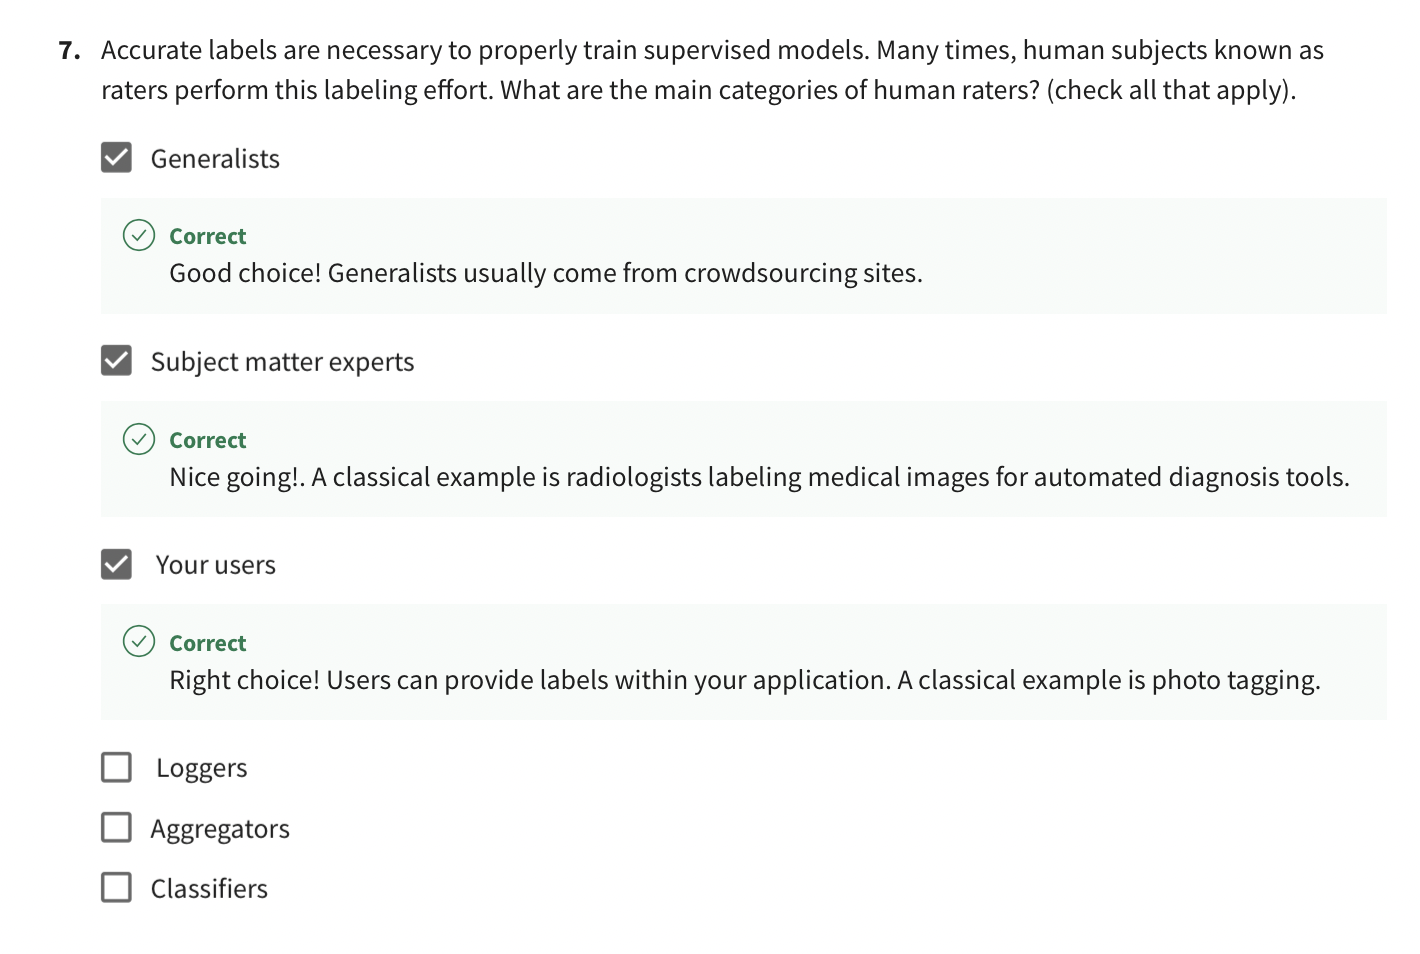 7. Accurate labels are necessary to properly train supervised models. Many times, human subjects known as
raters perform this labeling effort. What are the main categories of human raters? (check all that apply).
Generalists
Correct
Good choice! Generalists usually come from crowdsourcing sites.
Subject matter experts
Correct
Nice going!. A classical example is radiologists labeling medical images for automated diagnosis tools.
Your users
Correct
Right choice! Users can provide labels within your application. A classical example is photo tagging.
Loggers
Aggregators
Classifiers